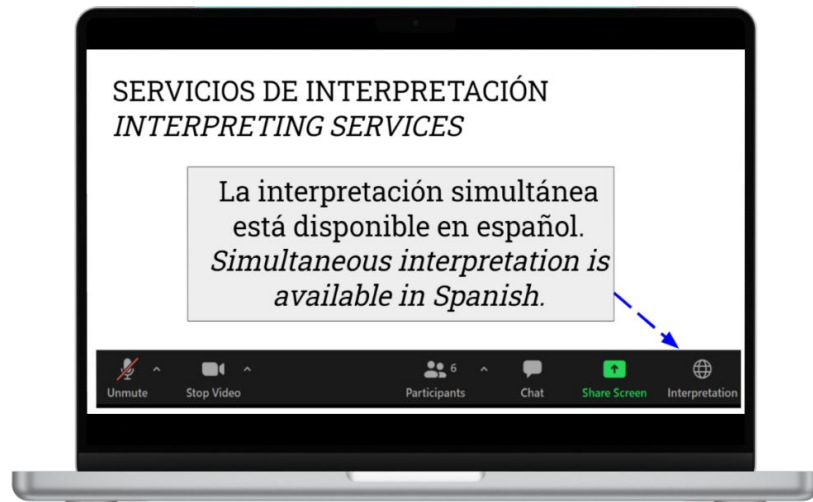 SERVICIOS DE INTERPRETACIÓN
INTERPRETING SERVICES
La interpretación simultánea
está disponible en español.
Simultaneous interpretation is
available in Spanish.
6
Unmute
Stop Video
Participants
Chat
Share Screen
Interpretation